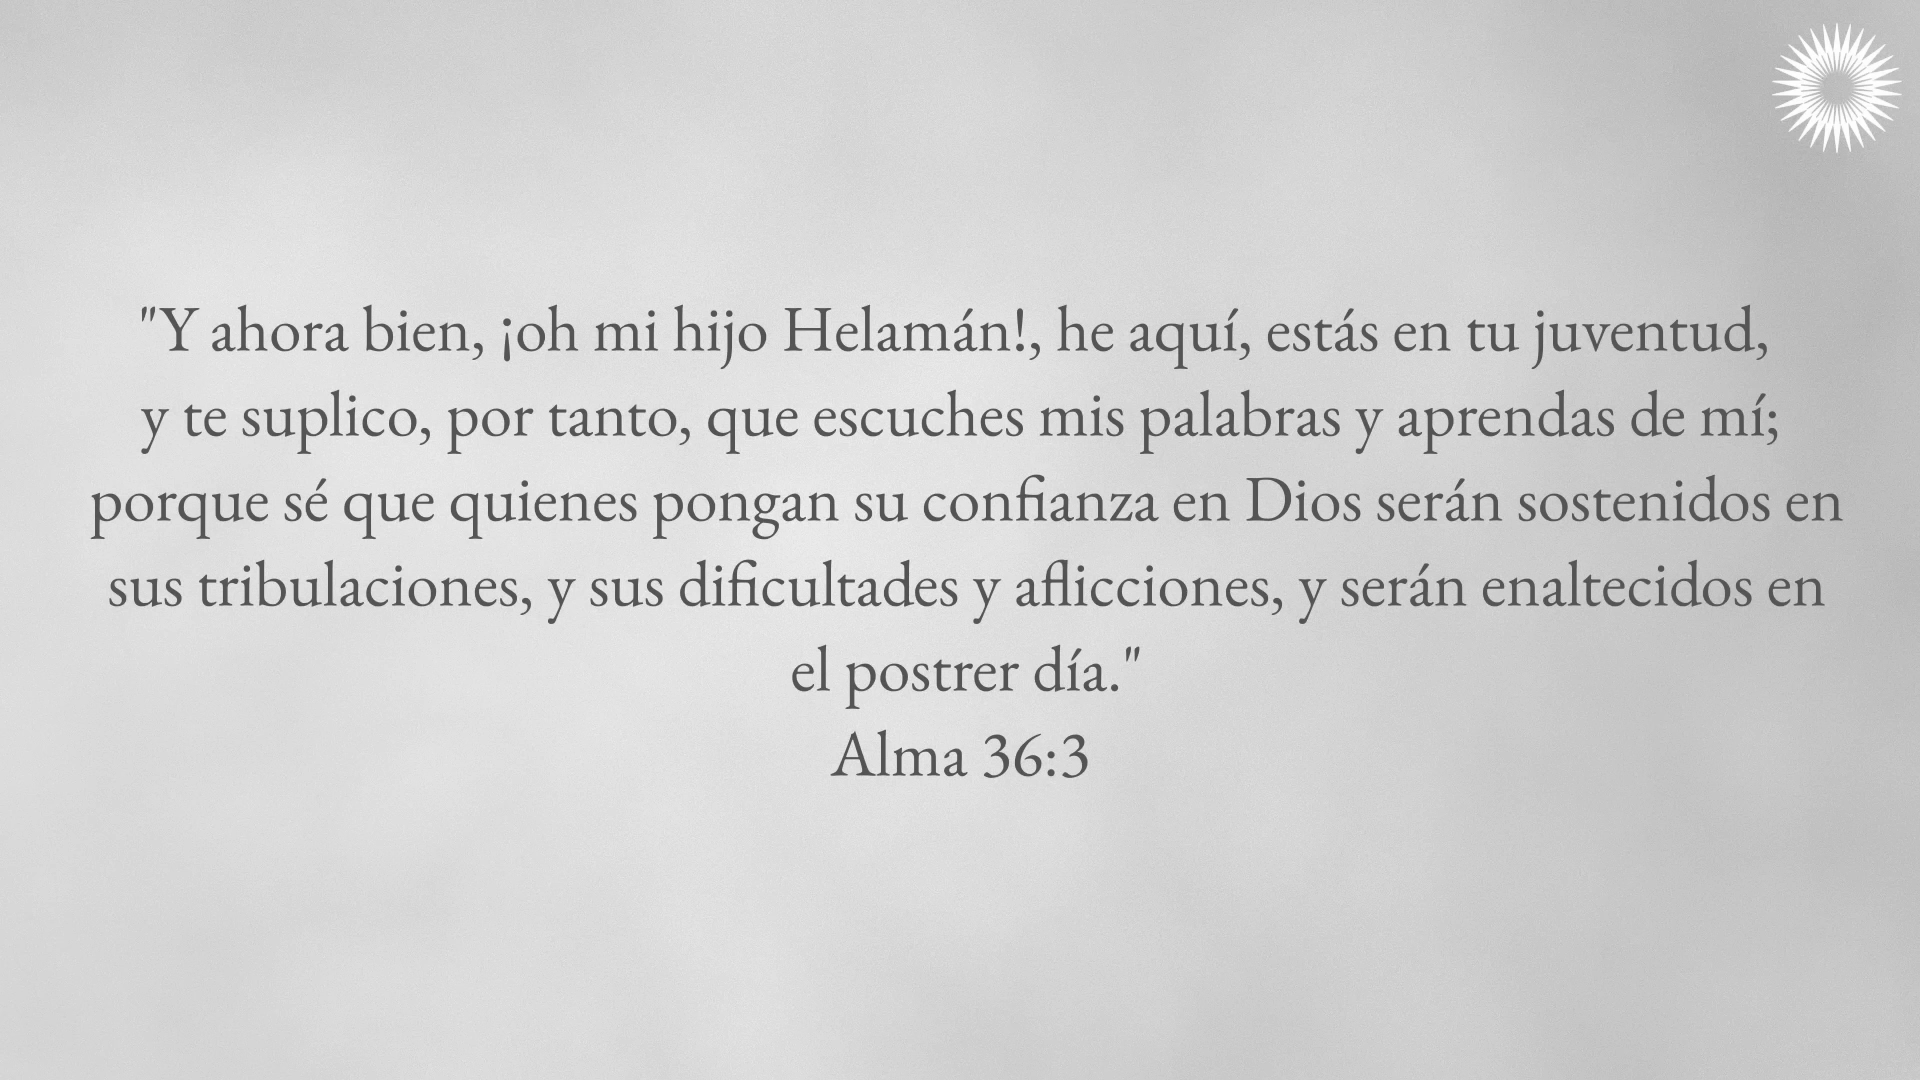 "Y ahora bien, ¡oh mi hijo Helamán!, he aquí, estás en tu juventud,
y te suplico, por tanto, que escuches mis palabras y aprendas de mí;
porque sé que quienes pongan su confianza en Dios serán sostenidos en
sus tribulaciones, y sus dificultades y aflicciones, y serán enaltecidos en
el postrer día."
Alma 36:3